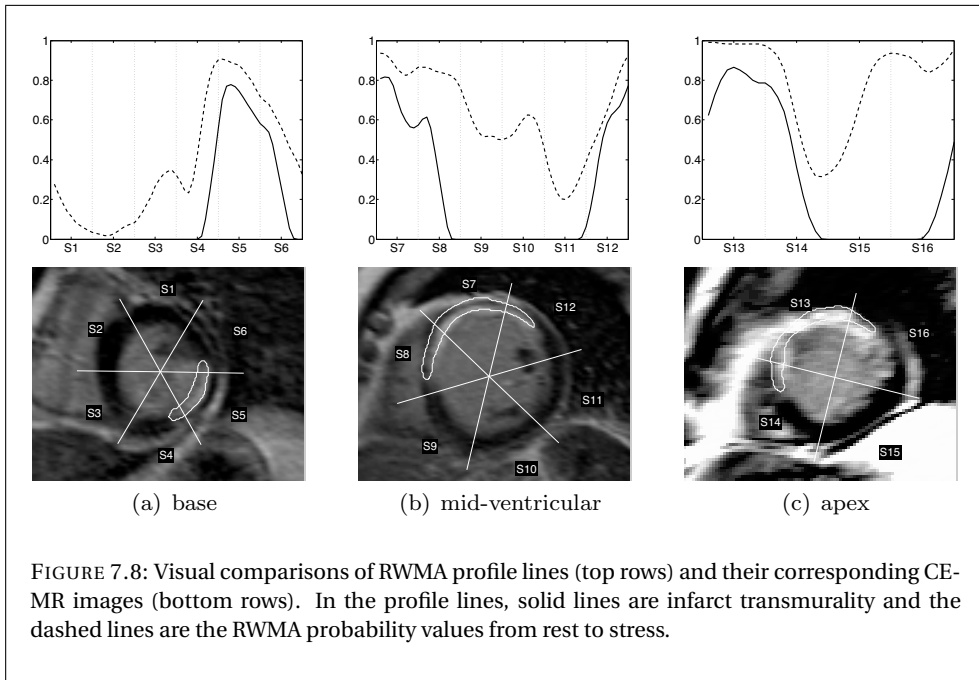 1
0.8
0.6
0.4
0.2
0
S1 S2 S3 S4 S5 S6
1
0.8
0.6
0.4
0.2
0
S7 S8 S9 S10 S11 S12
1
0.8
0.6
0.4
0.2
0
S13 S14 S15 S16
S1
S2
S6
S3
S5
S4
S7
S12
S8
S11
S9
S10
S13
S16
S14
S15
(a) base
(b) mid-ventricular
(c) apex
FIGURE 7.8: Visual comparisons of RWMA profile lines (top rows) and their corresponding CE-
MR images (bottom rows). In the profile lines, solid lines are infarct transmurality and the
dashed lines are the RWMA probability values from rest to stress.